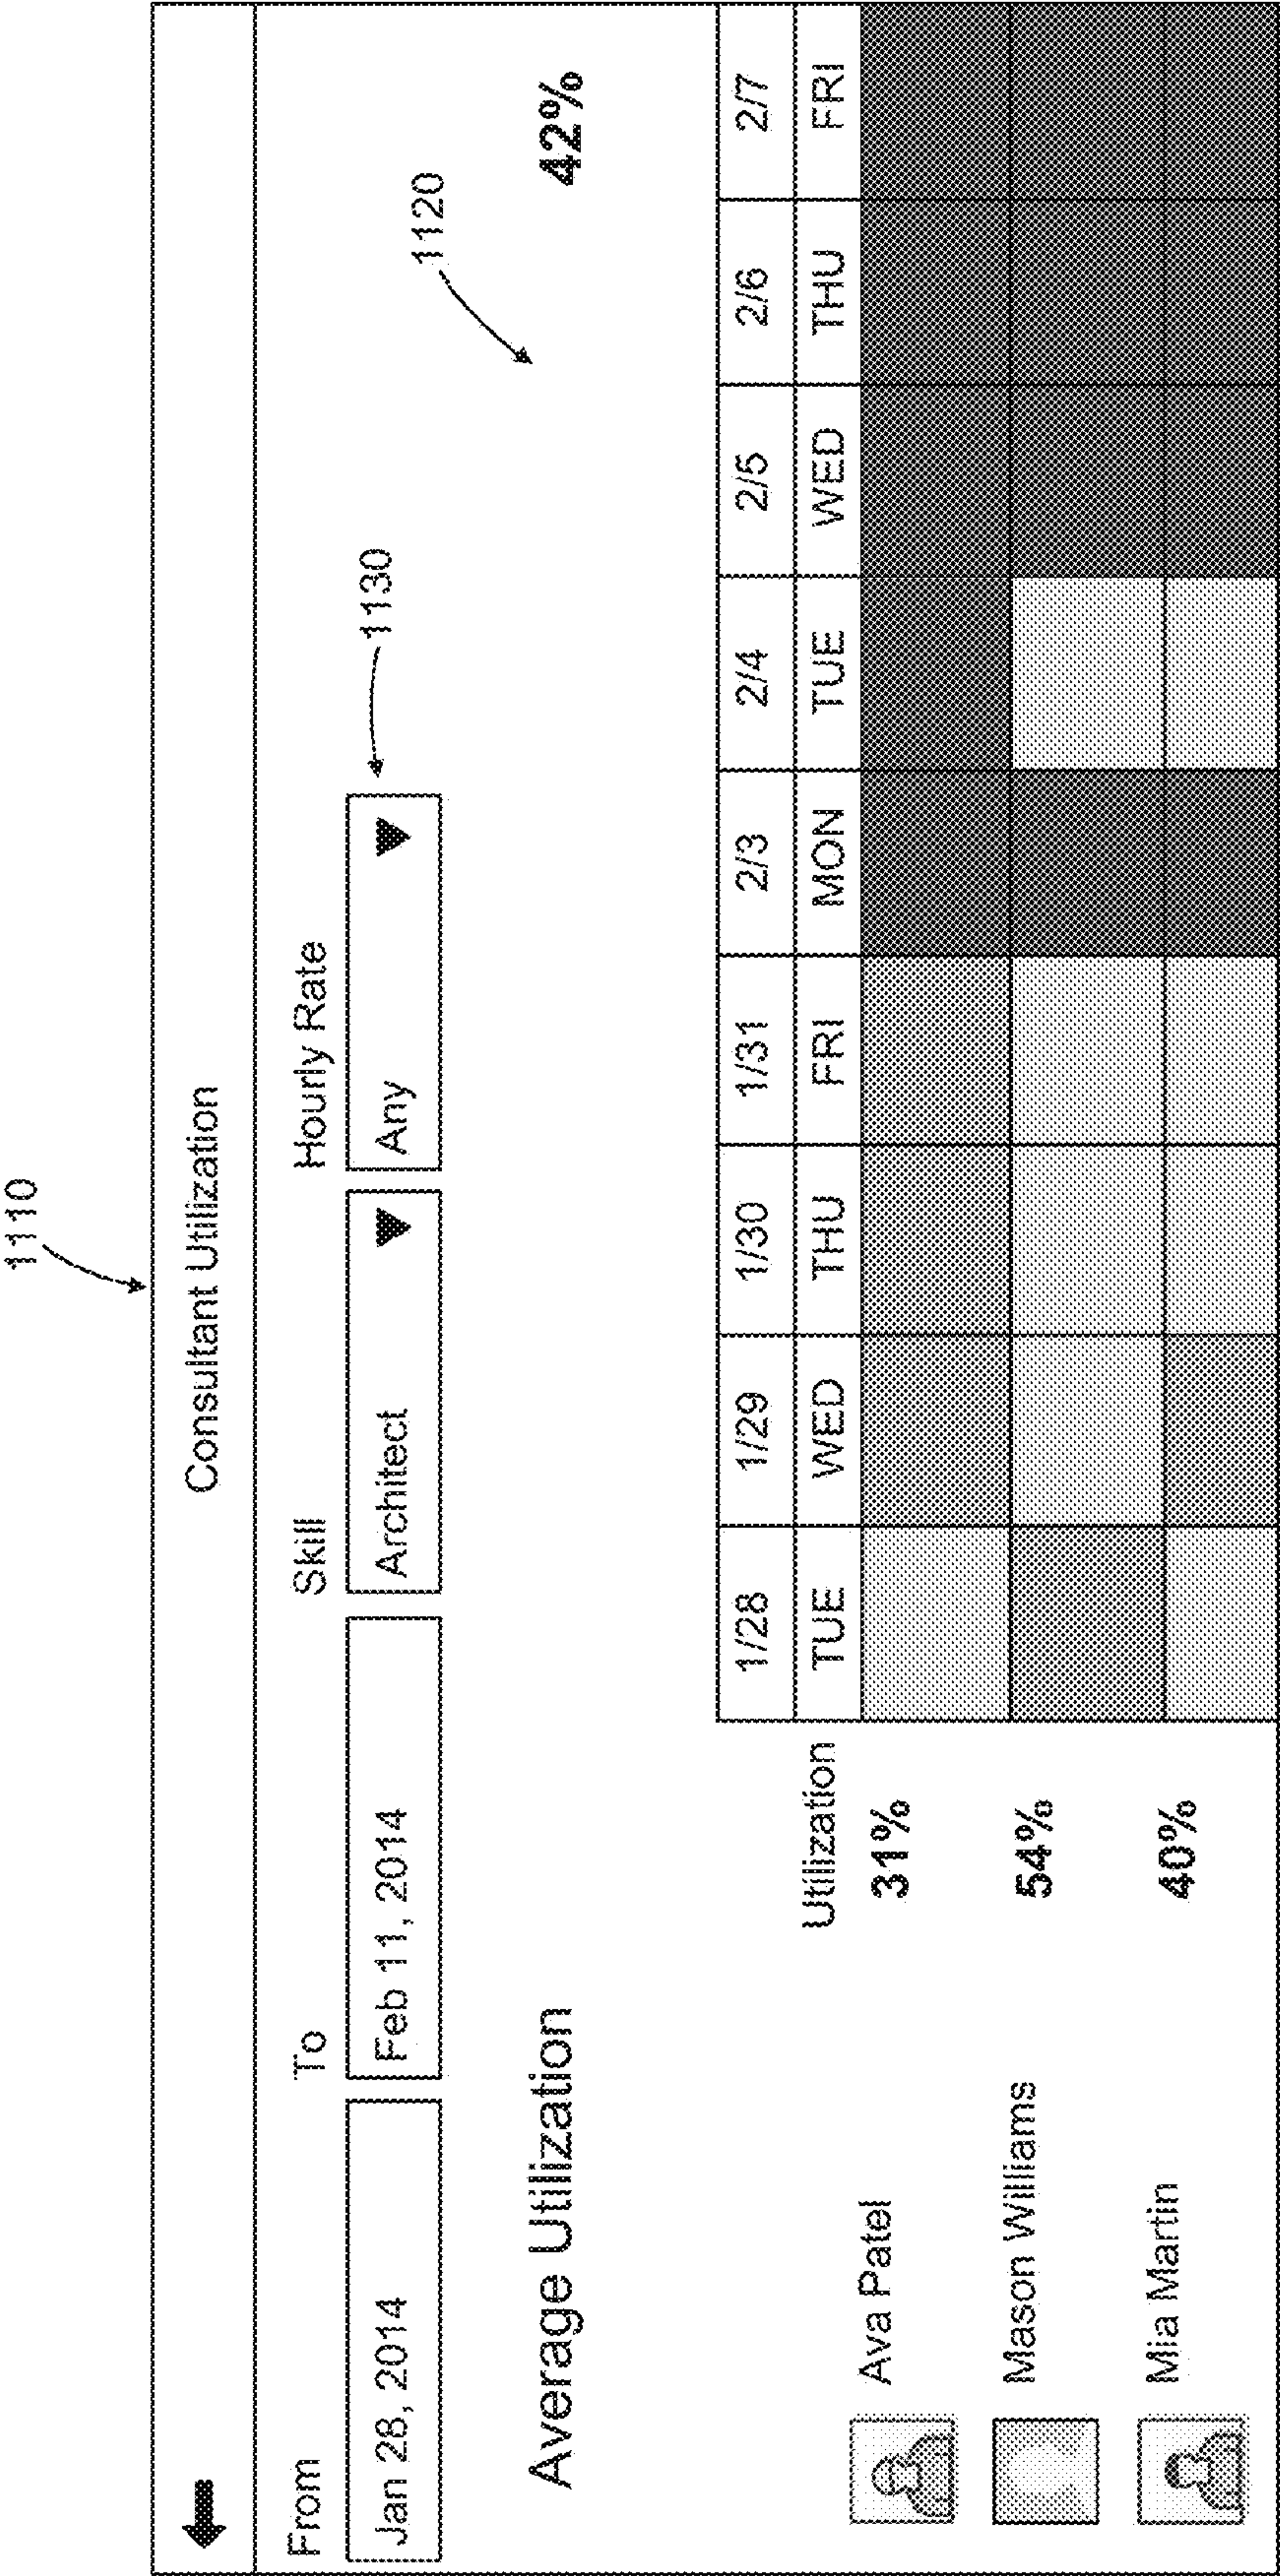 1110
Consultant Utilization
From To Skill Hourly Rate
Jan 28, 2014 Feb 11, 2014 Architect Any
1130
1120
Average Utilization 42%
1/28 1/29 1/30 1/31 2/3 2/4 2/5 2/6 2/7
Utilization TUE WED THU FRI MON TUE WED THU FRI
Ava Patel 31%
Mason Williams 54%
Mia Martin 40%